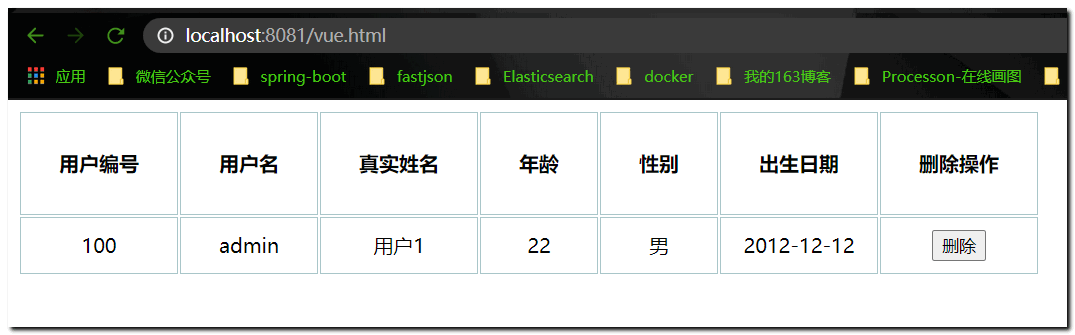 localhost:8081/vue.html
应用 微信公众号 spring-boot fastjson Elasticsearch docker 我的163博客 Processon-在线画图
用户编号 用户名 真实姓名 年龄 性别 出生日期 删除操作
100 admin 用户1 22 男 2012-12-12 删除